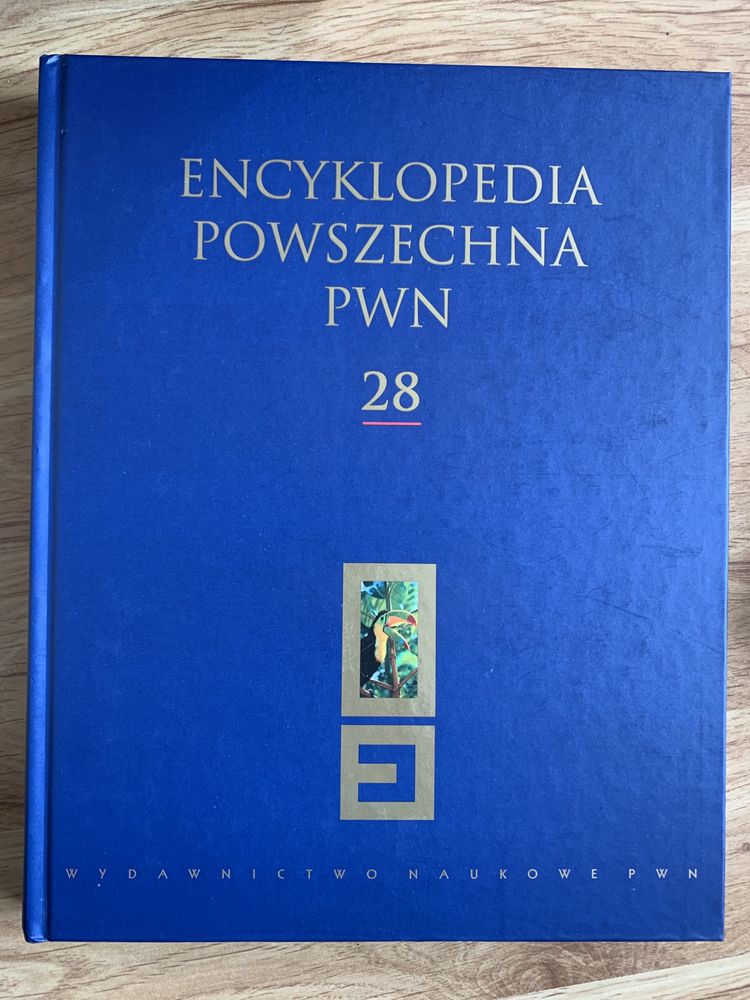 ENCYKLOPEDIA
POWSZECHNA
PWN
28
WYDAWNICTWO NAUKOWE PWN